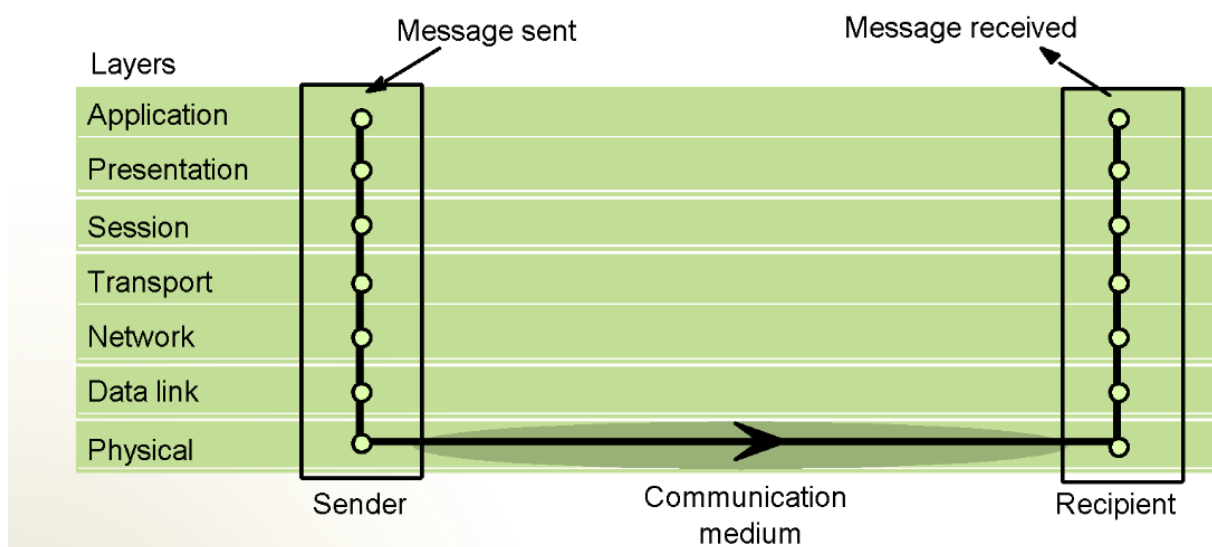 Message sent
Message received
Layers
Application
Presentation
Session
Transport
Network
Data link
Physical
Sender
Communication
medium
Recipient